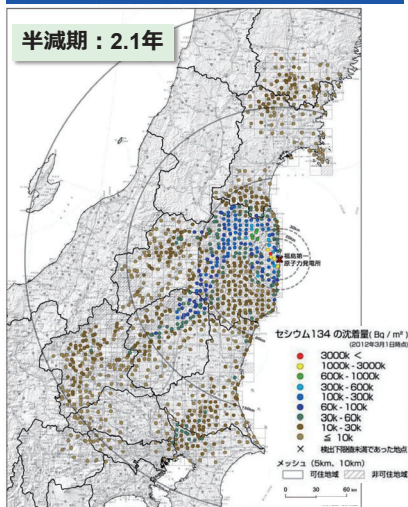 半減期：2.1年
福島第一
原子力発電所
セシウム134 の沈着量(Bq / m²)
(2012年3月1日時点)
3000k <
1000k - 3000k
600k - 1000k
300k - 600k
100k - 300k
60k - 100k
30k - 60k
10k - 30k
≦ 10k
× 検出下限値未満であった地点
メッシュ（5km、10km）
可住地域 非可住地域
0 30 60 km